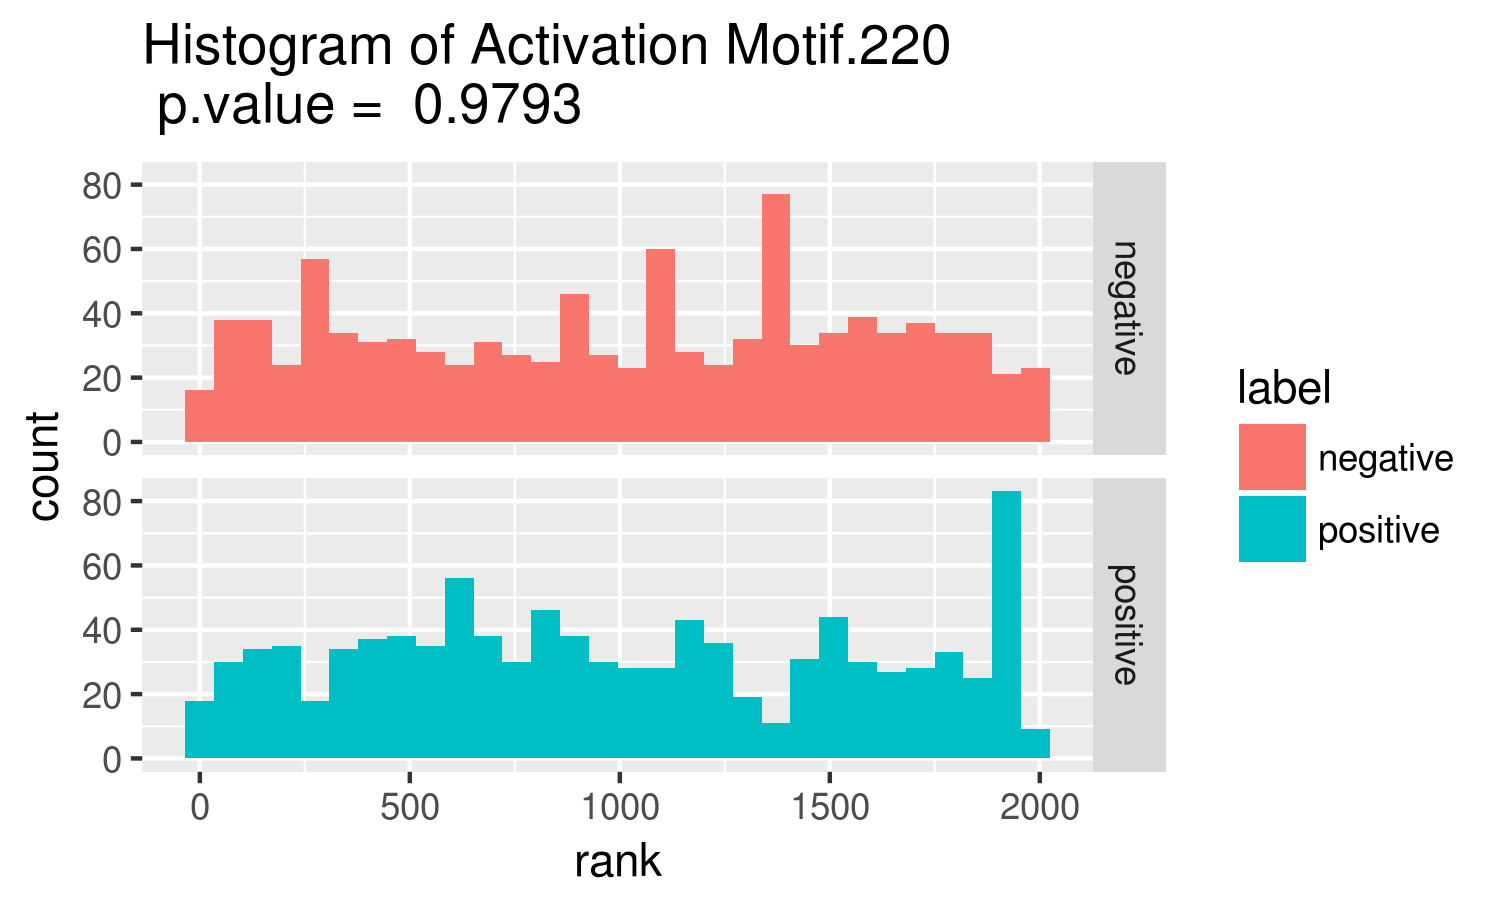 Histogram of Activation Motif.220
p.value =  0.9793
count
80
60
40
20
0
negative
80
60
40
20
0
positive
0 500 1000 1500 2000
rank
label
negative
positive